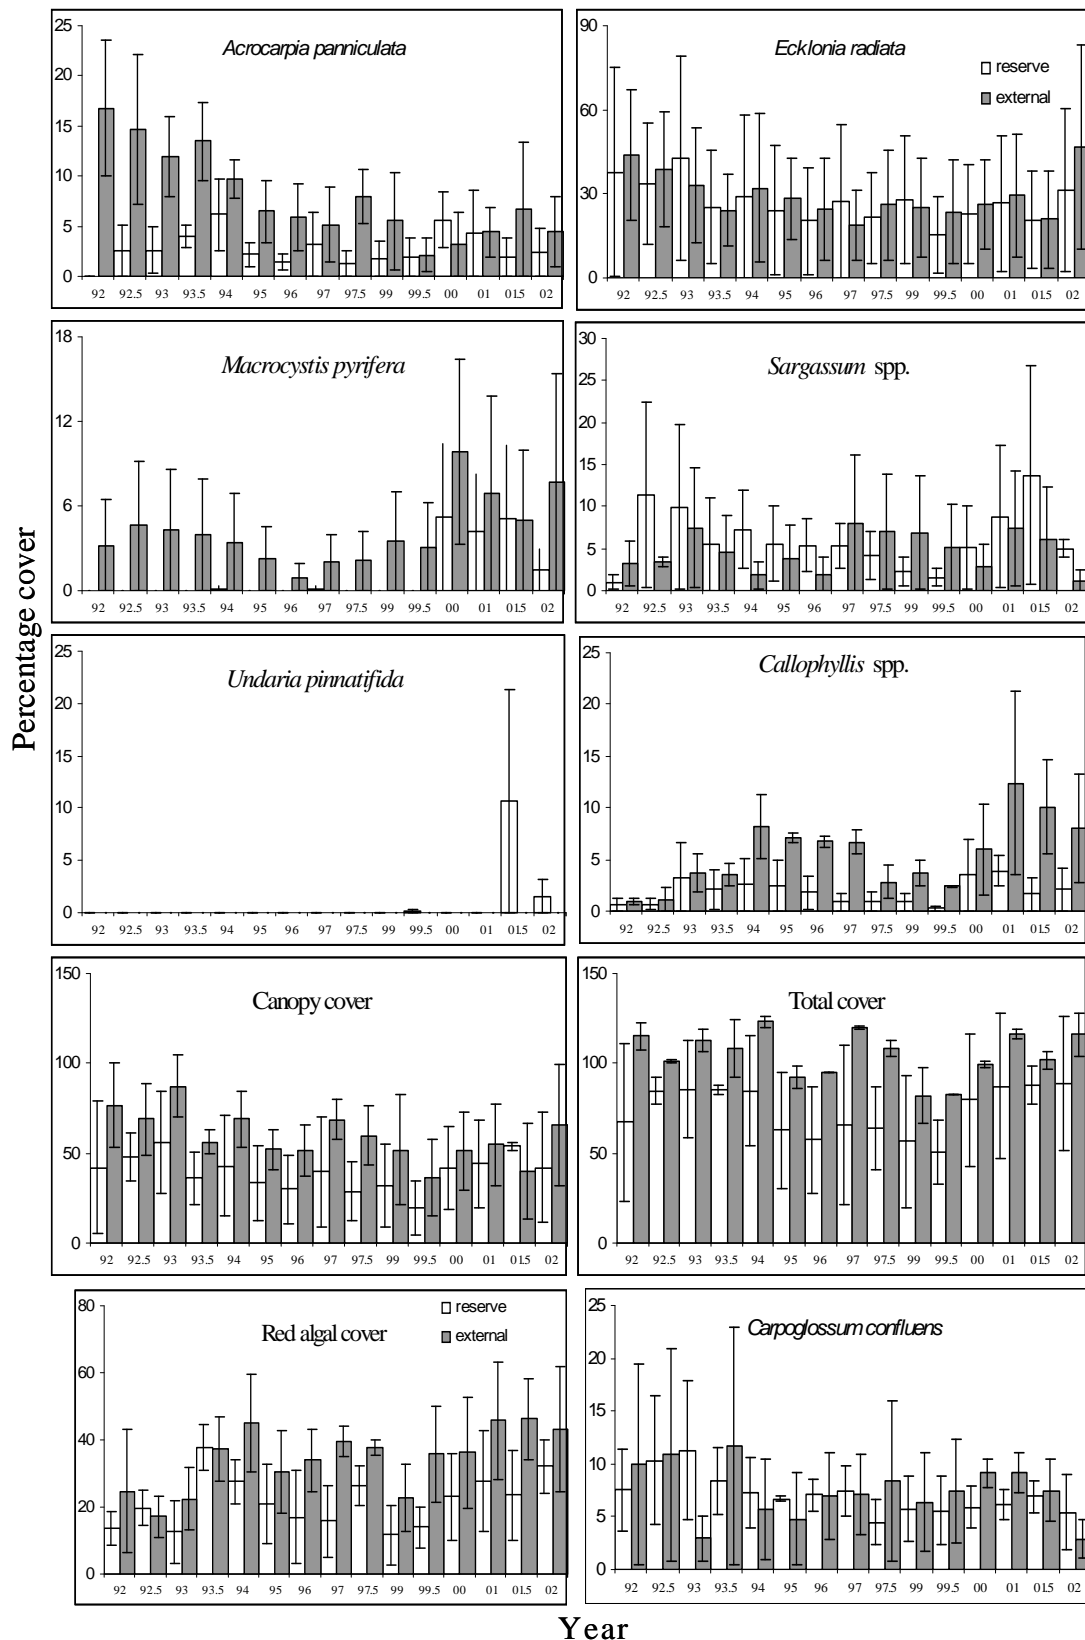 Percentage cover
Acrocarpia panniculata
25
20
15
10
5
0
92 92.5 93 93.5 94 95 96 97 97.5 99 99.5 00 01 01.5 02
Ecklonia radiata
reserve
external
90
60
30
0
92 92.5 93 93.5 94 95 96 97 97.5 99 99.5 00 01 01.5 02
Macrocystis pyrifera
18
12
6
0
92 92.5 93 93.5 94 95 96 97 97.5 99 99.5 00 01 01.5 02
Sargassum spp.
30
25
20
15
10
5
0
92 92.5 93 93.5 94 95 96 97 97.5 99 99.5 00 01 01.5 02
Undaria pinnatifida
25
20
15
10
5
0
92 92.5 93 93.5 94 95 96 97 97.5 99 99.5 00 01 01.5 02
Callophyllis spp.
25
20
15
10
5
0
92 92.5 93 93.5 94 95 96 97 97.5 99 99.5 00 01 01.5 02
Canopy cover
150
100
50
0
92 92.5 93 93.5 94 95 96 97 97.5 99 99.5 00 01 01.5 02
Total cover
150
100
50
0
92 92.5 93 93.5 94 95 96 97 97.5 99 99.5 00 01 01.5 02
Red algal cover
reserve
external
80
60
40
20
0
92 92.5 93 93.5 94 95 96 97 97.5 99 99.5 00 01 01.5 02
Carpoglossum confluens
25
20
15
10
5
0
92 92.5 93 93.5 94 95 96 97 97.5 99 99.5 00 01 01.5 02
Year